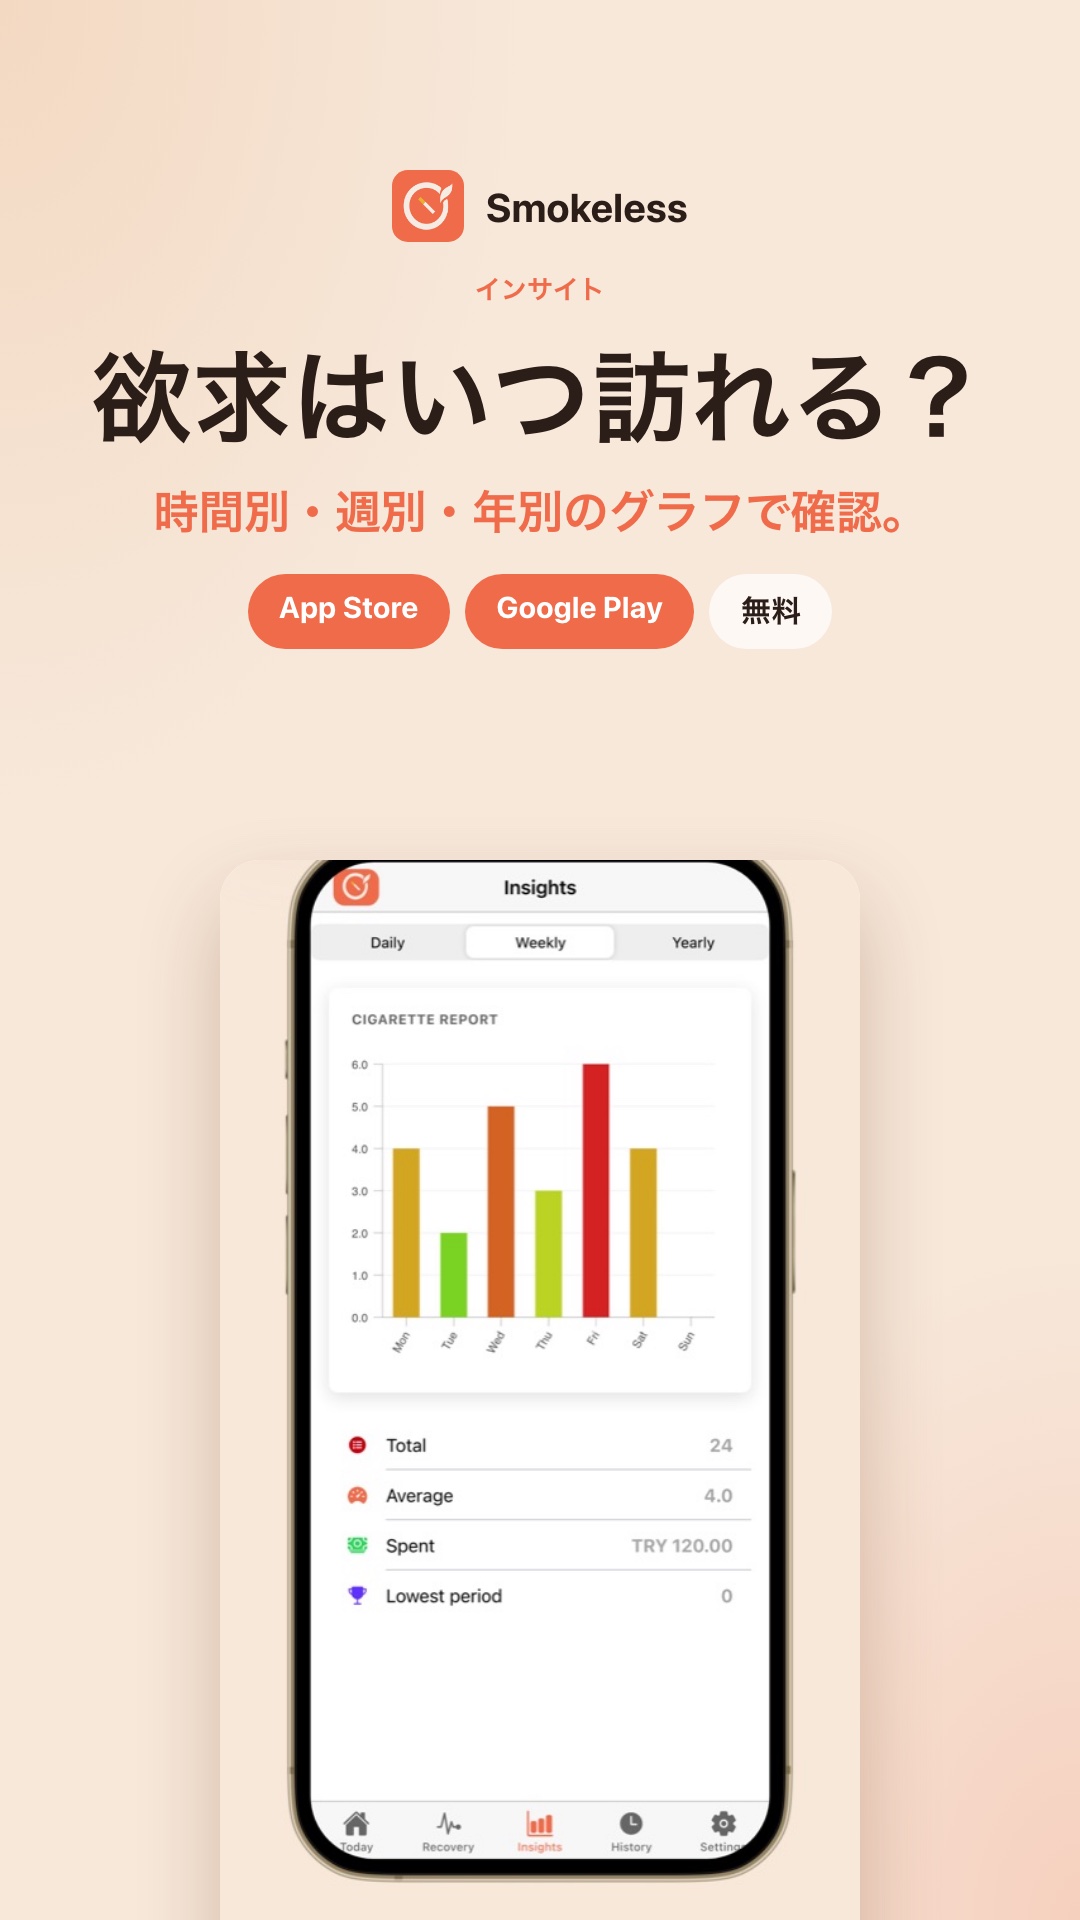 Smokeless
インサイト
欲求はいつ訪れる？
時間別・週別・年別のグラフで確認。
App Store Google Play 無料
Insights
Daily Weekly Yearly
CIGARETTE REPORT
6.0
5.0
4.0
3.0
2.0
1.0
0.0
Mon Tue Wed Thu Fri Sat Sun
Total 24
Average 4.0
Spent TRY 120.00
Lowest period 0
Today Recovery Insights History Settings